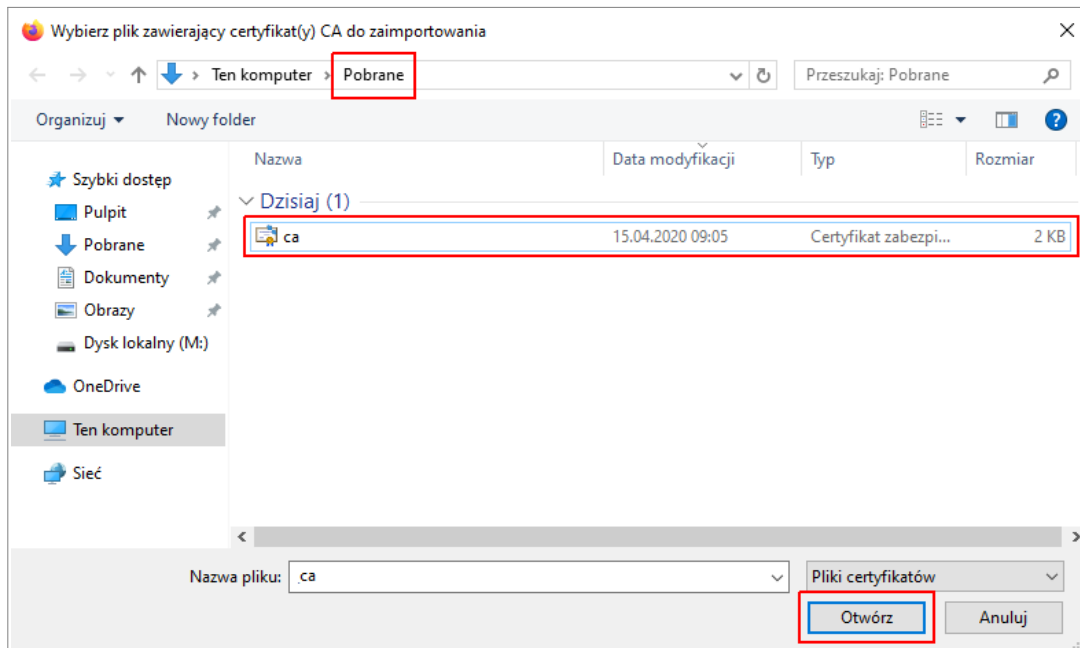 Wybierz plik zawierający certyfikat(y) CA do zaimportowania
Ten komputer > Pobrane
Przeszukaj: Pobrane
Organizuj
Nowy folder
Nazwa
Data modyfikacji
Typ
Rozmiar
Szybki dostęp
Pulpit
Pobrane
Dokumenty
Obrazy
Dysk lokalny (M:)
OneDrive
Ten komputer
Sieć
Dzisiaj (1)
ca 15.04.2020 09:05 Certyfikat zabezpi... 2 KB
Nazwa pliku: .ca
Pliki certyfikatów
Otwórz
Anuluj